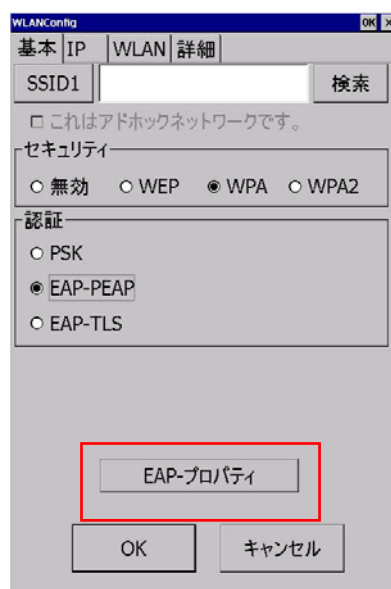 WLANConfig OK ×
基本 IP WLAN 詳細
SSID1 検索
これはアドホックネットワークです。
セキュリティ
無効 WEP WPA WPA2
認証
PSK
EAP-PEAP
EAP-TLS
EAP-プロパティ
OK キャンセル